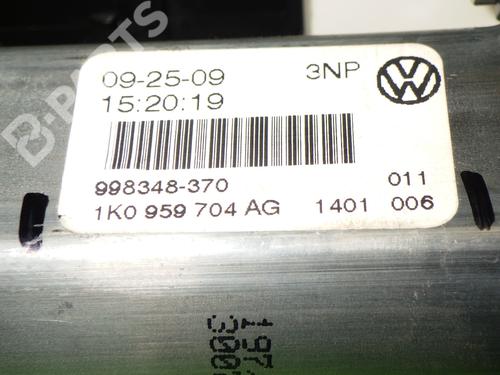 B-PARTS
09-25-09 3NP
15:20:19
998348-370 011
1K0 959 704 AG 1401 006